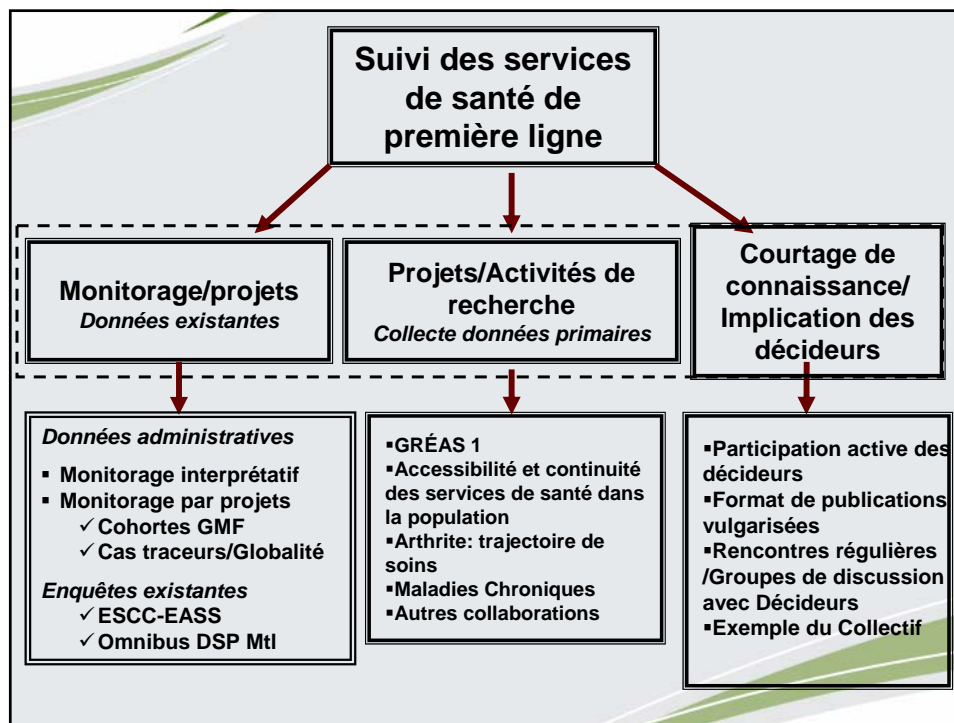 Suivi des services
de santé de
première ligne
Monitorage/projets
Données existantes
Projets/Activités de
recherche
Collecte données primaires
Courtage de
connaissance/
Implication des
décideurs
Données administratives
▪ Monitorage interprétatif
▪ Monitorage par projets
✓Cohortes GMF
✓Cas traceurs/Globalité
Enquêtes existantes
✓ESCC-EASS
✓Omnibus DSP Mtl
▪GRÉAS 1
▪Accessibilité et continuité
des services de santé dans
la population
▪Arthrite: trajectoire de
soins
▪Maladies Chroniques
▪Autres collaborations
▪Participation active des
décideurs
▪Format de publications
vulgarisées
▪Rencontres régulières
/Groupes de discussion
avec Décideurs
▪Exemple du Collectif